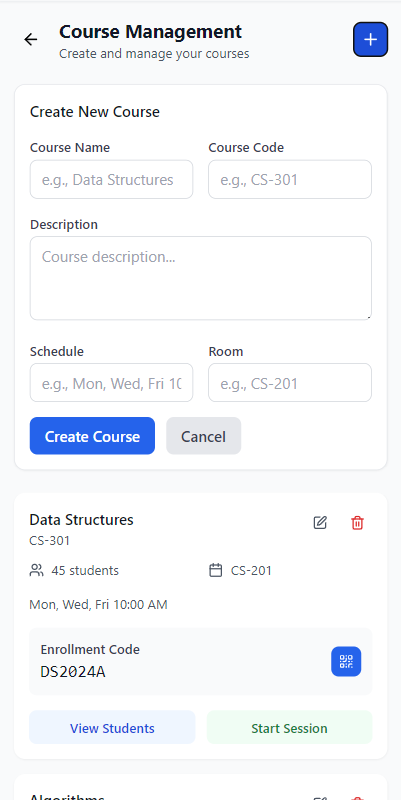 Course Management
Create and manage your courses
Create New Course
Course Name
Course Code
e.g., Data Structures
e.g., CS-301
Description
Course description...
Schedule
Room
e.g., Mon, Wed, Fri 10
e.g., CS-201
Create Course
Cancel
Data Structures
CS-301
45 students
CS-201
Mon, Wed, Fri 10:00 AM
Enrollment Code
DS2024A
View Students
Start Session
Algorithms